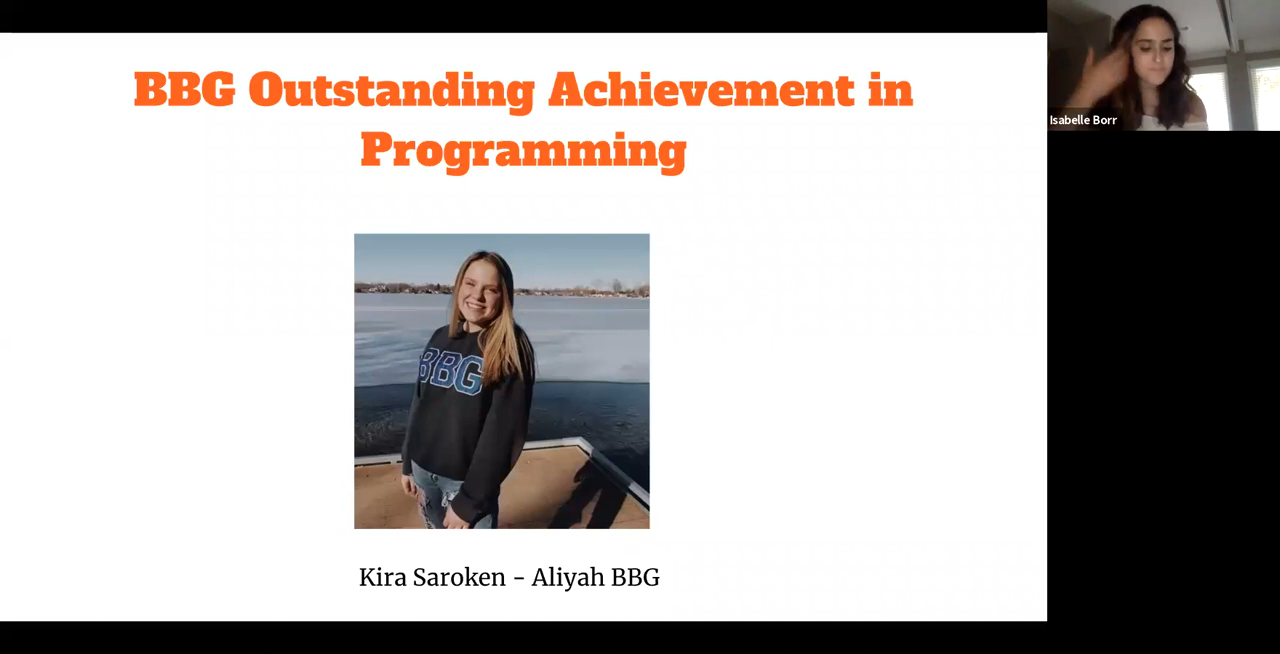 BBG Outstanding Achievement in
Programming
BBG
Kira Saroken - Aliyah BBG
Isabelle Borr